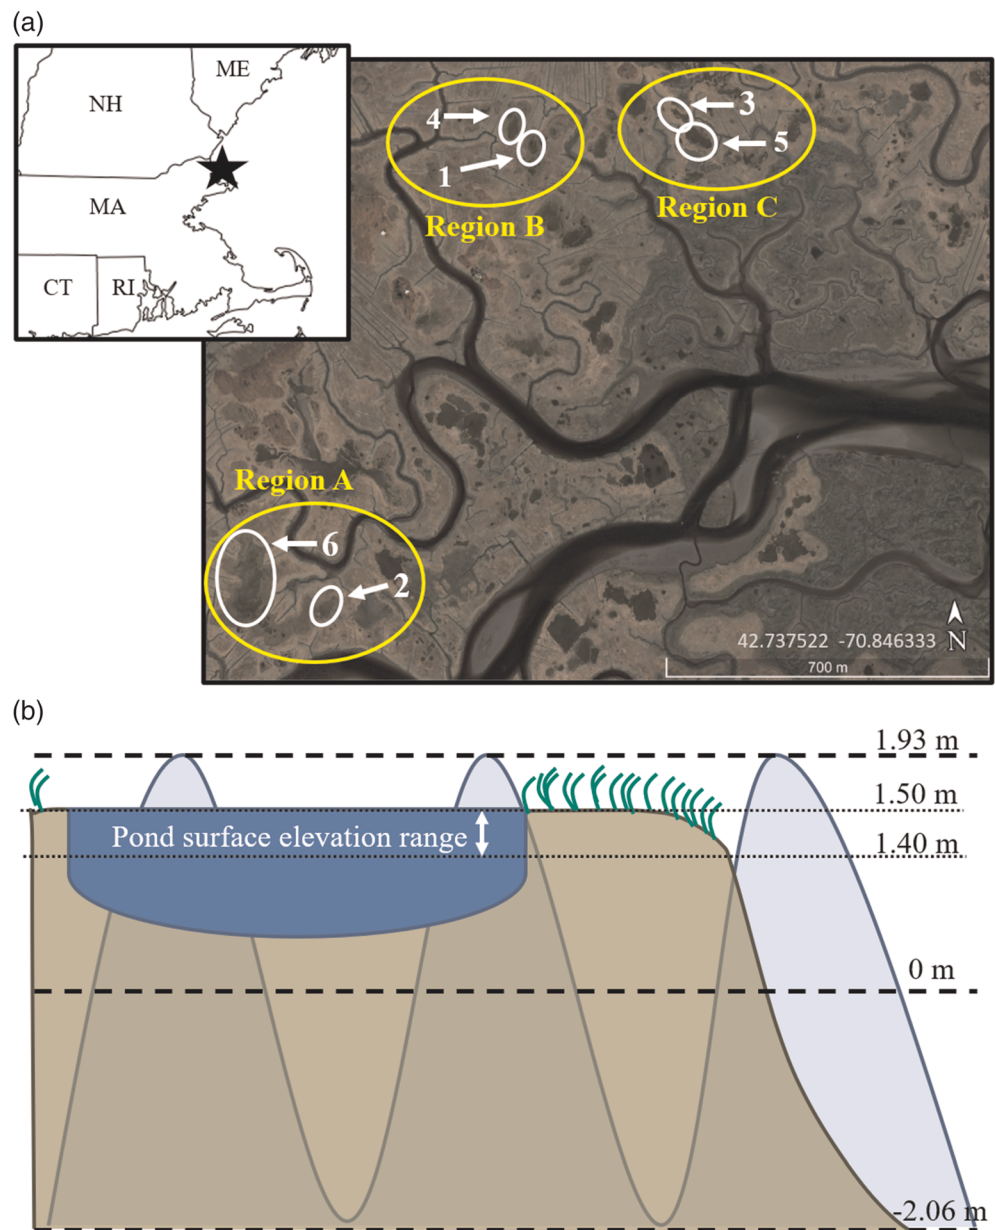 (a)
ME
NH
MA
CT
RI
4
1
Region B
3
5
Region C
Region A
6
2
42.737522 -70.846333
N
700 m
(b)
1.93 m
1.50 m
Pond surface elevation range
1.40 m
0 m
-2.06 m